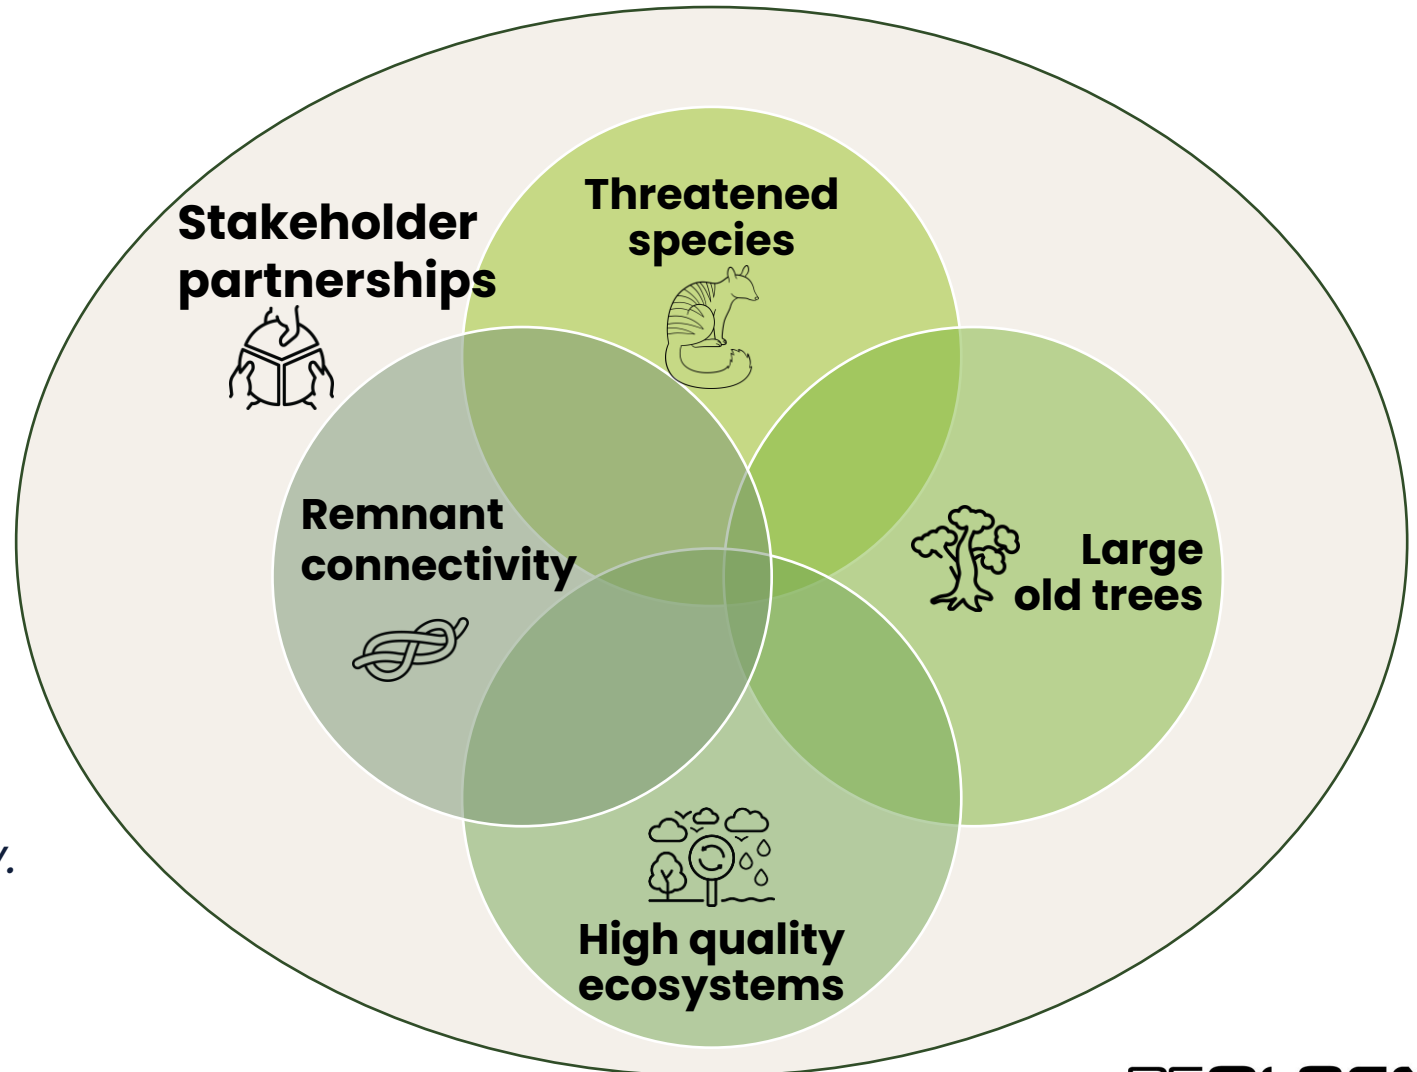 Threatened
species
Stakeholder
partnerships
Remnant
connectivity
Large
old trees
High quality
ecosystems